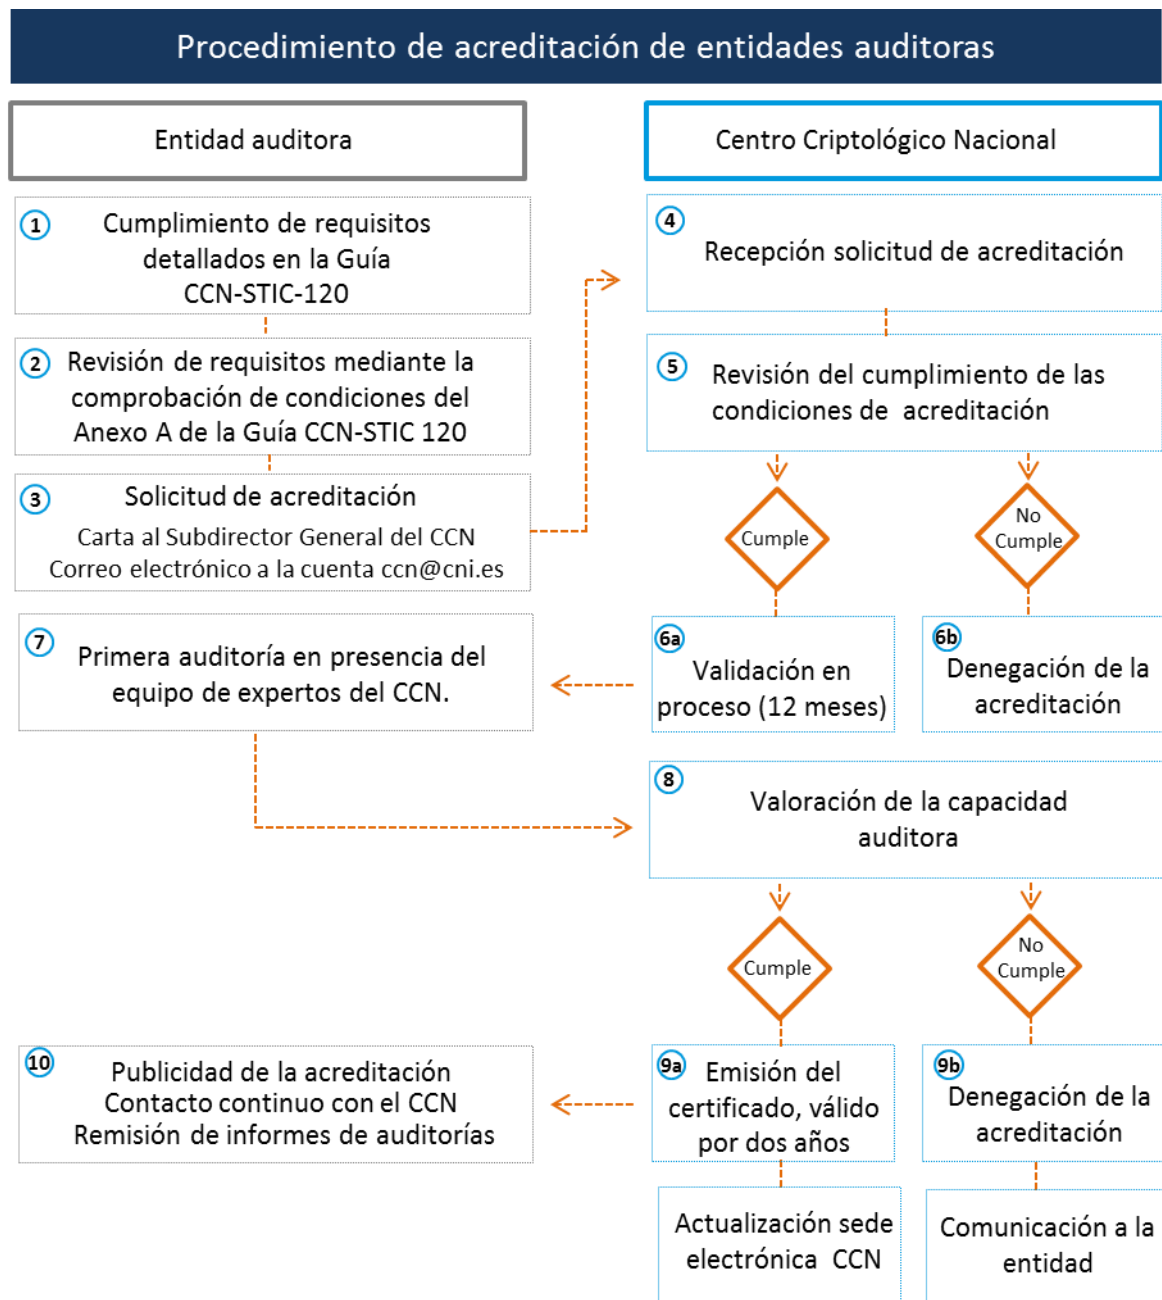 Procedimiento de acreditación de entidades auditoras
Entidad auditora
Centro Criptológico Nacional
1
Cumplimiento de requisitos
detallados en la Guía
CCN-STIC-120
2
Revisión de requisitos mediante la
comprobación de condiciones del
Anexo A de la Guía CCN-STIC 120
3
Solicitud de acreditación
Carta al Subdirector General del CCN
Correo electrónico a la cuenta ccn@cni.es
4
Recepción solicitud de acreditación
5
Revisión del cumplimiento de las
condiciones de acreditación
Cumple
No
Cumple
6a
Validación en
proceso (12 meses)
6b
Denegación de la
acreditación
7
Primera auditoría en presencia del
equipo de expertos del CCN.
8
Valoración de la capacidad
auditora
Cumple
No
Cumple
9a
Emisión del
certificado, válido
por dos años
9b
Denegación de la
acreditación
10
Publicidad de la acreditación
Contacto continuo con el CCN
Remisión de informes de auditorías
Actualización sede
electrónica CCN
Comunicación a la
entidad